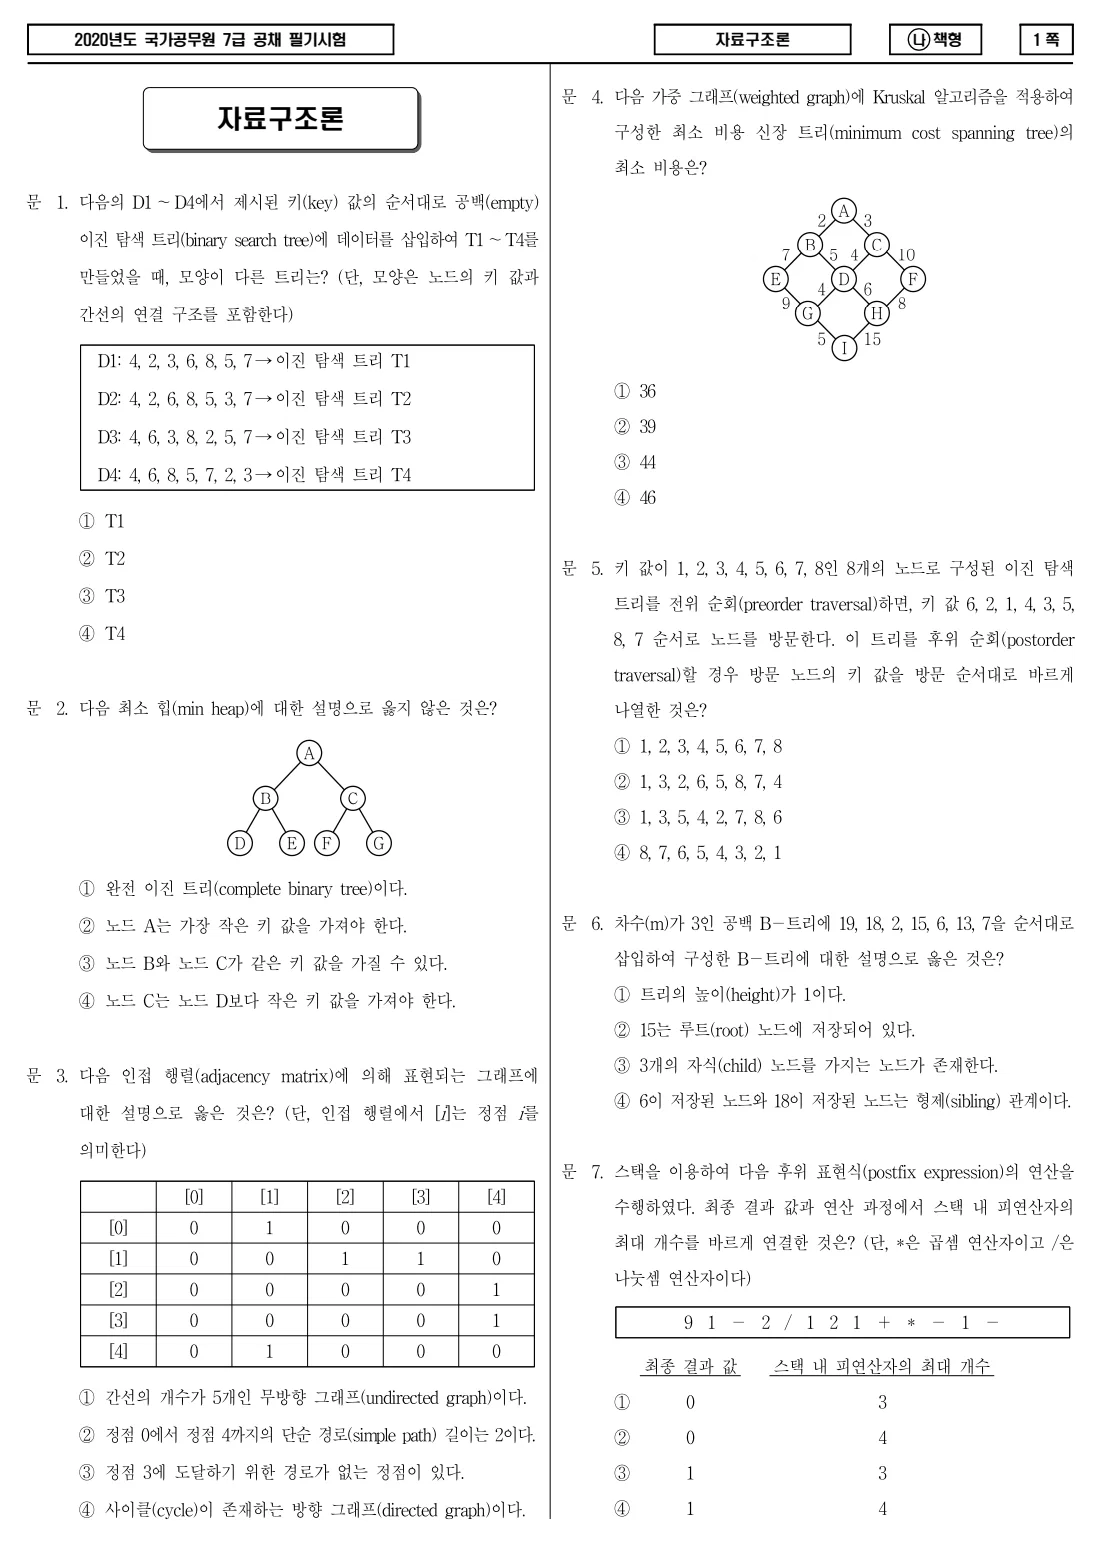 2020년도 국가공무원 7급 공채 필기시험
자료구조론
㉯ 책형
1 쪽
자료구조론
문 1. 다음의 D1 ~ D4에서 제시된 키(key) 값의 순서대로 공백(empty)
이진 탐색 트리(binary search tree)에 데이터를 삽입하여 T1 ~ T4를
만들었을 때, 모양이 다른 트리는? (단, 모양은 노드의 키 값과
간선의 연결 구조를 포함한다)
D1: 4, 2, 3, 6, 8, 5, 7 → 이진 탐색 트리 T1
D2: 4, 2, 6, 8, 5, 3, 7 → 이진 탐색 트리 T2
D3: 4, 6, 3, 8, 2, 5, 7 → 이진 탐색 트리 T3
D4: 4, 6, 8, 5, 7, 2, 3 → 이진 탐색 트리 T4
① T1
② T2
③ T3
④ T4
문 2. 다음 최소 힙(min heap)에 대한 설명으로 옳지 않은 것은?
A
B C
D E F G
① 완전 이진 트리(complete binary tree)이다.
② 노드 A는 가장 작은 키 값을 가져야 한다.
③ 노드 B와 노드 C가 같은 키 값을 가질 수 있다.
④ 노드 C는 노드 D보다 작은 키 값을 가져야 한다.
문 3. 다음 인접 행렬(adjacency matrix)에 의해 표현되는 그래프에
대한 설명으로 옳은 것은? (단, 인접 행렬에서 [i]는 정점 i를
의미한다)
[0] [1] [2] [3] [4]
[0] 0 1 0 0 0
[1] 0 0 1 1 0
[2] 0 0 0 0 1
[3] 0 0 0 0 1
[4] 0 1 0 0 0
① 간선의 개수가 5개인 무방향 그래프(undirected graph)이다.
② 정점 0에서 정점 4까지의 단순 경로(simple path) 길이는 2이다.
③ 정점 3에 도달하기 위한 경로가 없는 정점이 있다.
④ 사이클(cycle)이 존재하는 방향 그래프(directed graph)이다.
문 4. 다음 가중 그래프(weighted graph)에 Kruskal 알고리즘을 적용하여
구성한 최소 비용 신장 트리(minimum cost spanning tree)의
최소 비용은?
A
2 3
B C
7 5 4 10
E D F
9 4 6 8
G H
5 15
I
① 36
② 39
③ 44
④ 46
문 5. 키 값이 1, 2, 3, 4, 5, 6, 7, 8인 8개의 노드로 구성된 이진 탐색
트리를 전위 순회(preorder traversal)하면, 키 값 6, 2, 1, 4, 3, 5,
8, 7 순서로 노드를 방문한다. 이 트리를 후위 순회(postorder
traversal)할 경우 방문 노드의 키 값을 방문 순서대로 바르게
나열한 것은?
① 1, 2, 3, 4, 5, 6, 7, 8
② 1, 3, 2, 6, 5, 8, 7, 4
③ 1, 3, 5, 4, 2, 7, 8, 6
④ 8, 7, 6, 5, 4, 3, 2, 1
문 6. 차수(m)가 3인 공백 B-트리에 19, 18, 2, 15, 6, 13, 7을 순서대로
삽입하여 구성한 B-트리에 대한 설명으로 옳은 것은?
① 트리의 높이(height)가 1이다.
② 15는 루트(root) 노드에 저장되어 있다.
③ 3개의 자식(child) 노드를 가지는 노드가 존재한다.
④ 6이 저장된 노드와 18이 저장된 노드는 형제(sibling) 관계이다.
문 7. 스택을 이용하여 다음 후위 표현식(postfix expression)의 연산을
수행하였다. 최종 결과 값과 연산 과정에서 스택 내 피연산자의
최대 개수를 바르게 연결한 것은? (단, *은 곱셈 연산자이고 /은
나눗셈 연산자이다)
9 1 - 2 / 1 2 1 + * - 1 -
최종 결과 값 스택 내 피연산자의 최대 개수
① 0 3
② 0 4
③ 1 3
④ 1 4